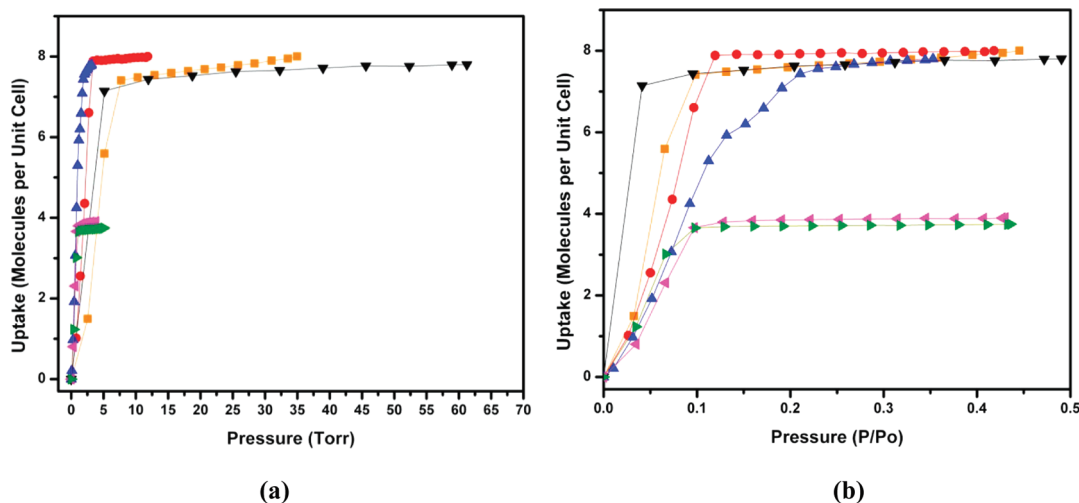 Uptake (Molecules per Unit Cell)
8
6
4
2
0
0 5 10 15 20 25 30 35 40 45 50 55 60 65 70
Pressure (Torr)
(a)
Uptake (Molecules per Unit Cell)
10
8
6
4
2
0
0.0 0.1 0.2 0.3 0.4 0.5
Pressure (P/Po)
(b)